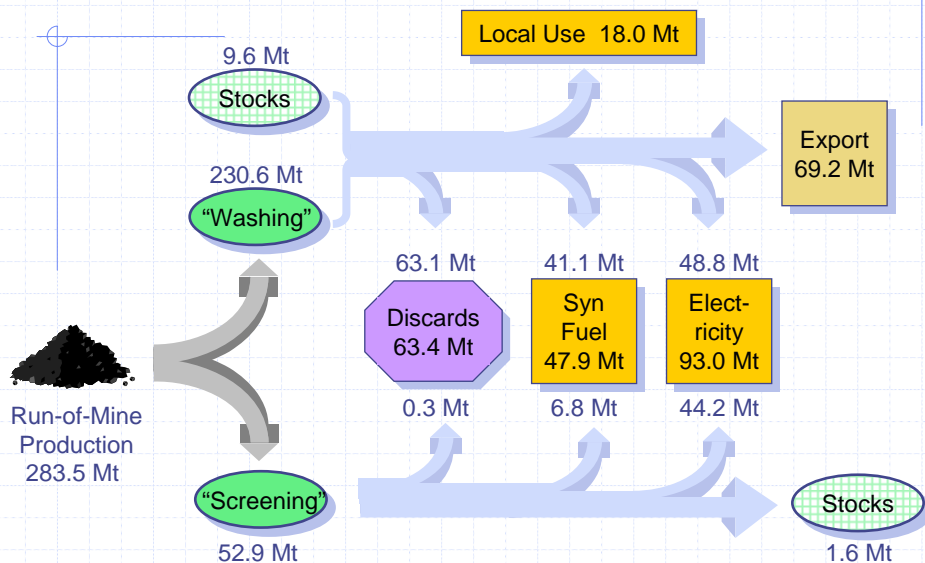 Local Use 18.0 Mt
9.6 Mt
Stocks
Export
69.2 Mt
230.6 Mt
“Washing”
63.1 Mt
41.1 Mt
48.8 Mt
Discards
63.4 Mt
Syn
Fuel
47.9 Mt
Elect-
ricity
93.0 Mt
Run-of-Mine
Production
283.5 Mt
0.3 Mt
6.8 Mt
44.2 Mt
“Screening”
52.9 Mt
Stocks
1.6 Mt